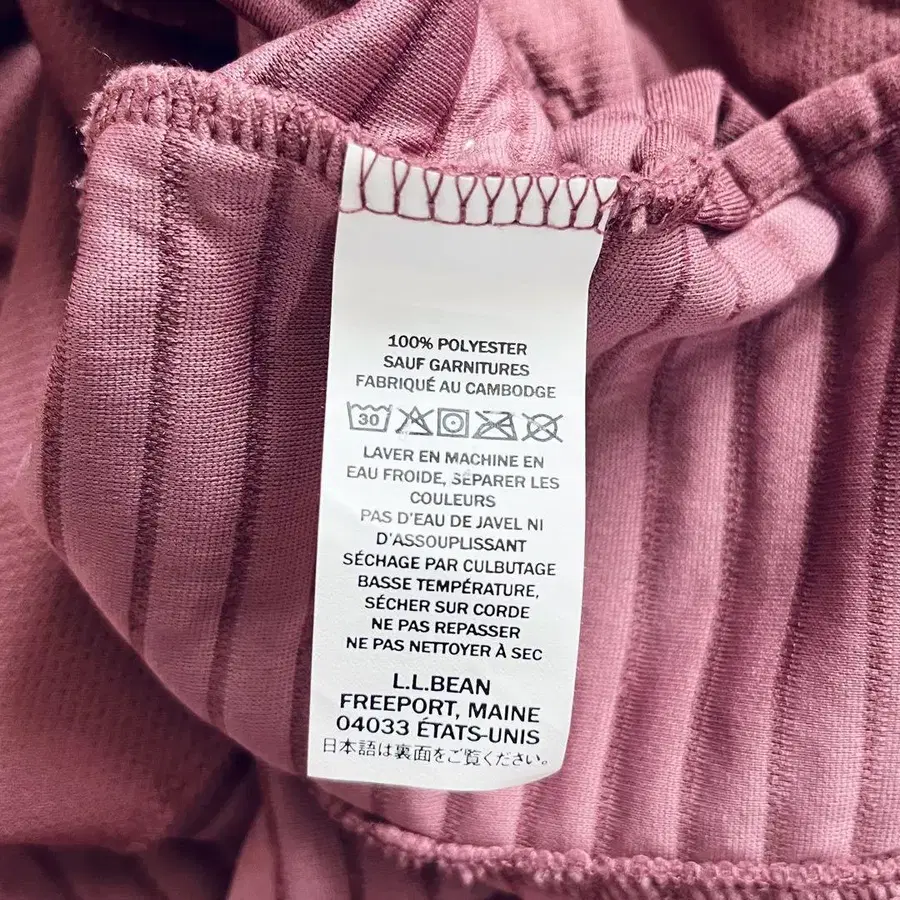 100% POLYESTER
SAUF GARNITURES
FABRIQUÉ AU CAMBODGE
30
LAVER EN MACHINE EN
EAU FROIDE, SÉPARER LES
COULEURS
PAS D'EAU DE JAVEL NI
D'ASSOUPLISSANT
SÉCHAGE PAR CULBUTAGE
BASSE TEMPÉRATURE,
SÉCHER SUR CORDE
NE PAS REPASSER
NE PAS NETTOYER À SEC
L.L.BEAN
FREEPORT, MAINE
04033 ÉTATS-UNIS
日本語は裏面をご覧ください。